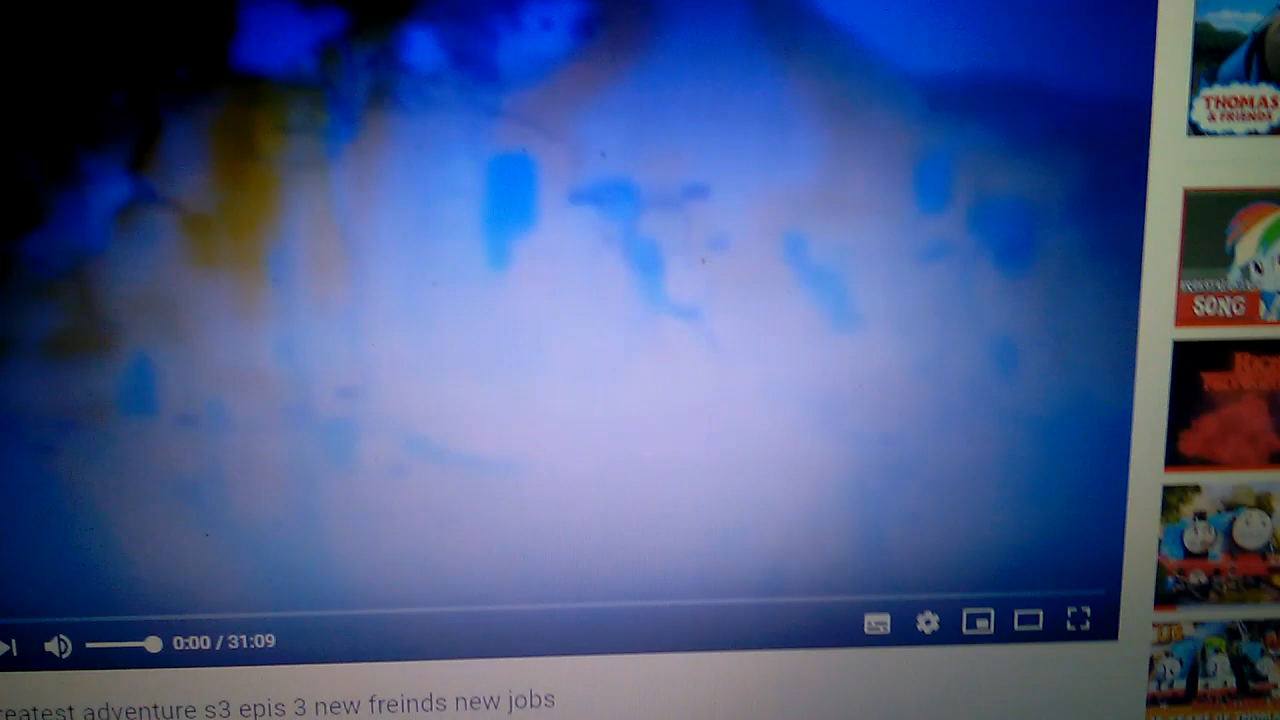 THOMAS
& FRIENDS
SONG
0:00 / 31:09
reatest adventure s3 epis 3 new freinds new jobs